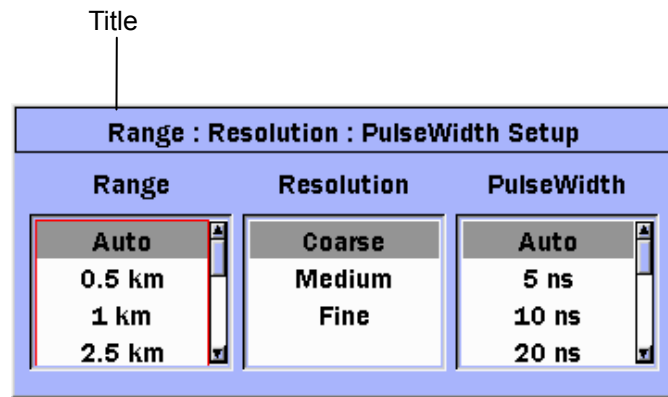 Title
Range : Resolution : PulseWidth Setup
Range Resolution PulseWidth
Auto Coarse Auto
0.5 km Medium 5 ns
1 km Fine 10 ns
2.5 km 20 ns